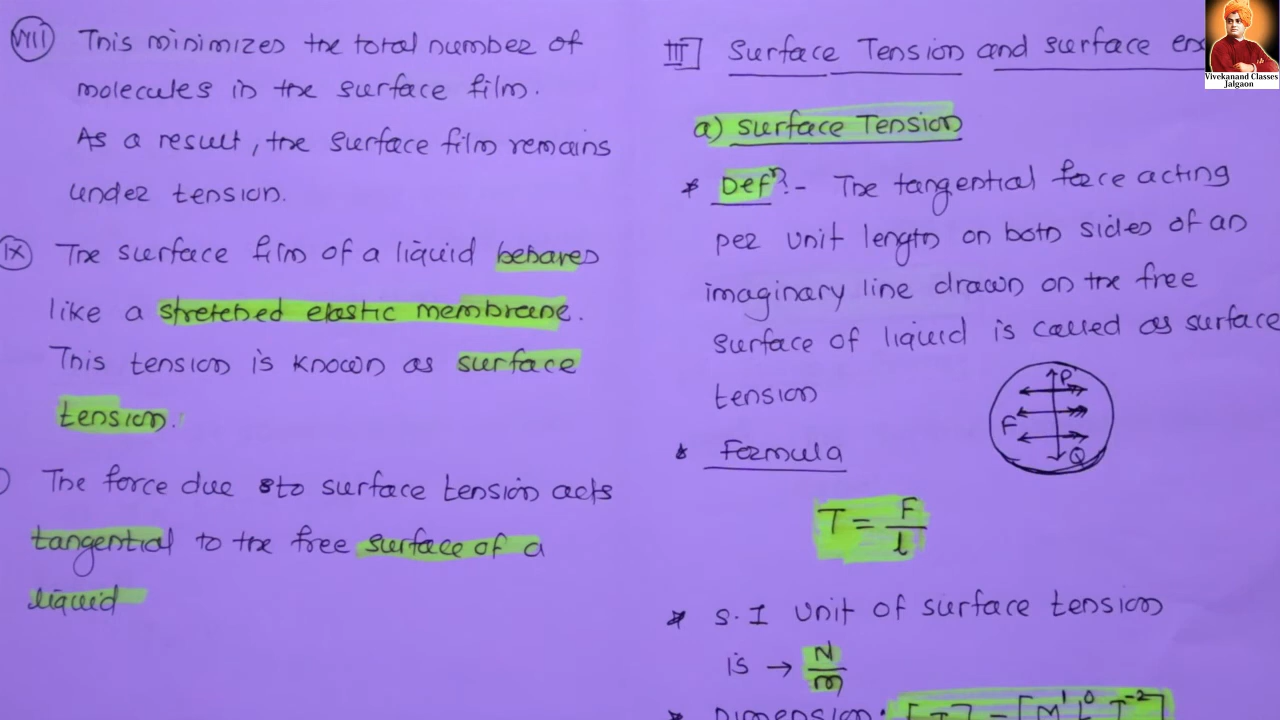 VIII This minimizes the total number of
molecules in the surface film.
As a result, the surface film remains
under tension.
IX The surface film of a liquid behaves
like a stretched elastic membrane.
This tension is known as surface
tension.
The force due to surface tension acts
tangential to the free surface of a
liquid
III] Surface Tension and surface
a) Surface Tension
* Defn:- The tangential force acting
per unit length on both sides of an
imaginary line drawn on the free
surface of liquid is called as surface
tension
P
F
Q
* Formula
T = F/l
* S.I unit of surface tension
is → N/m
* Dimension: [T] = [M¹L⁰T⁻²]
Vivekanand Classes
Jalgaon